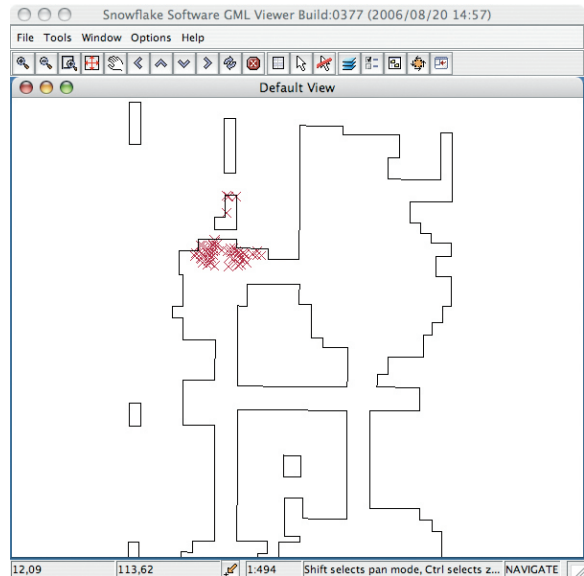 Snowflake Software GML Viewer Build:0377 (2006/08/20 14:57)
File Tools Window Options Help
Default View
12,09 113,62 1:494 Shift selects pan mode, Ctrl selects z... NAVIGATE